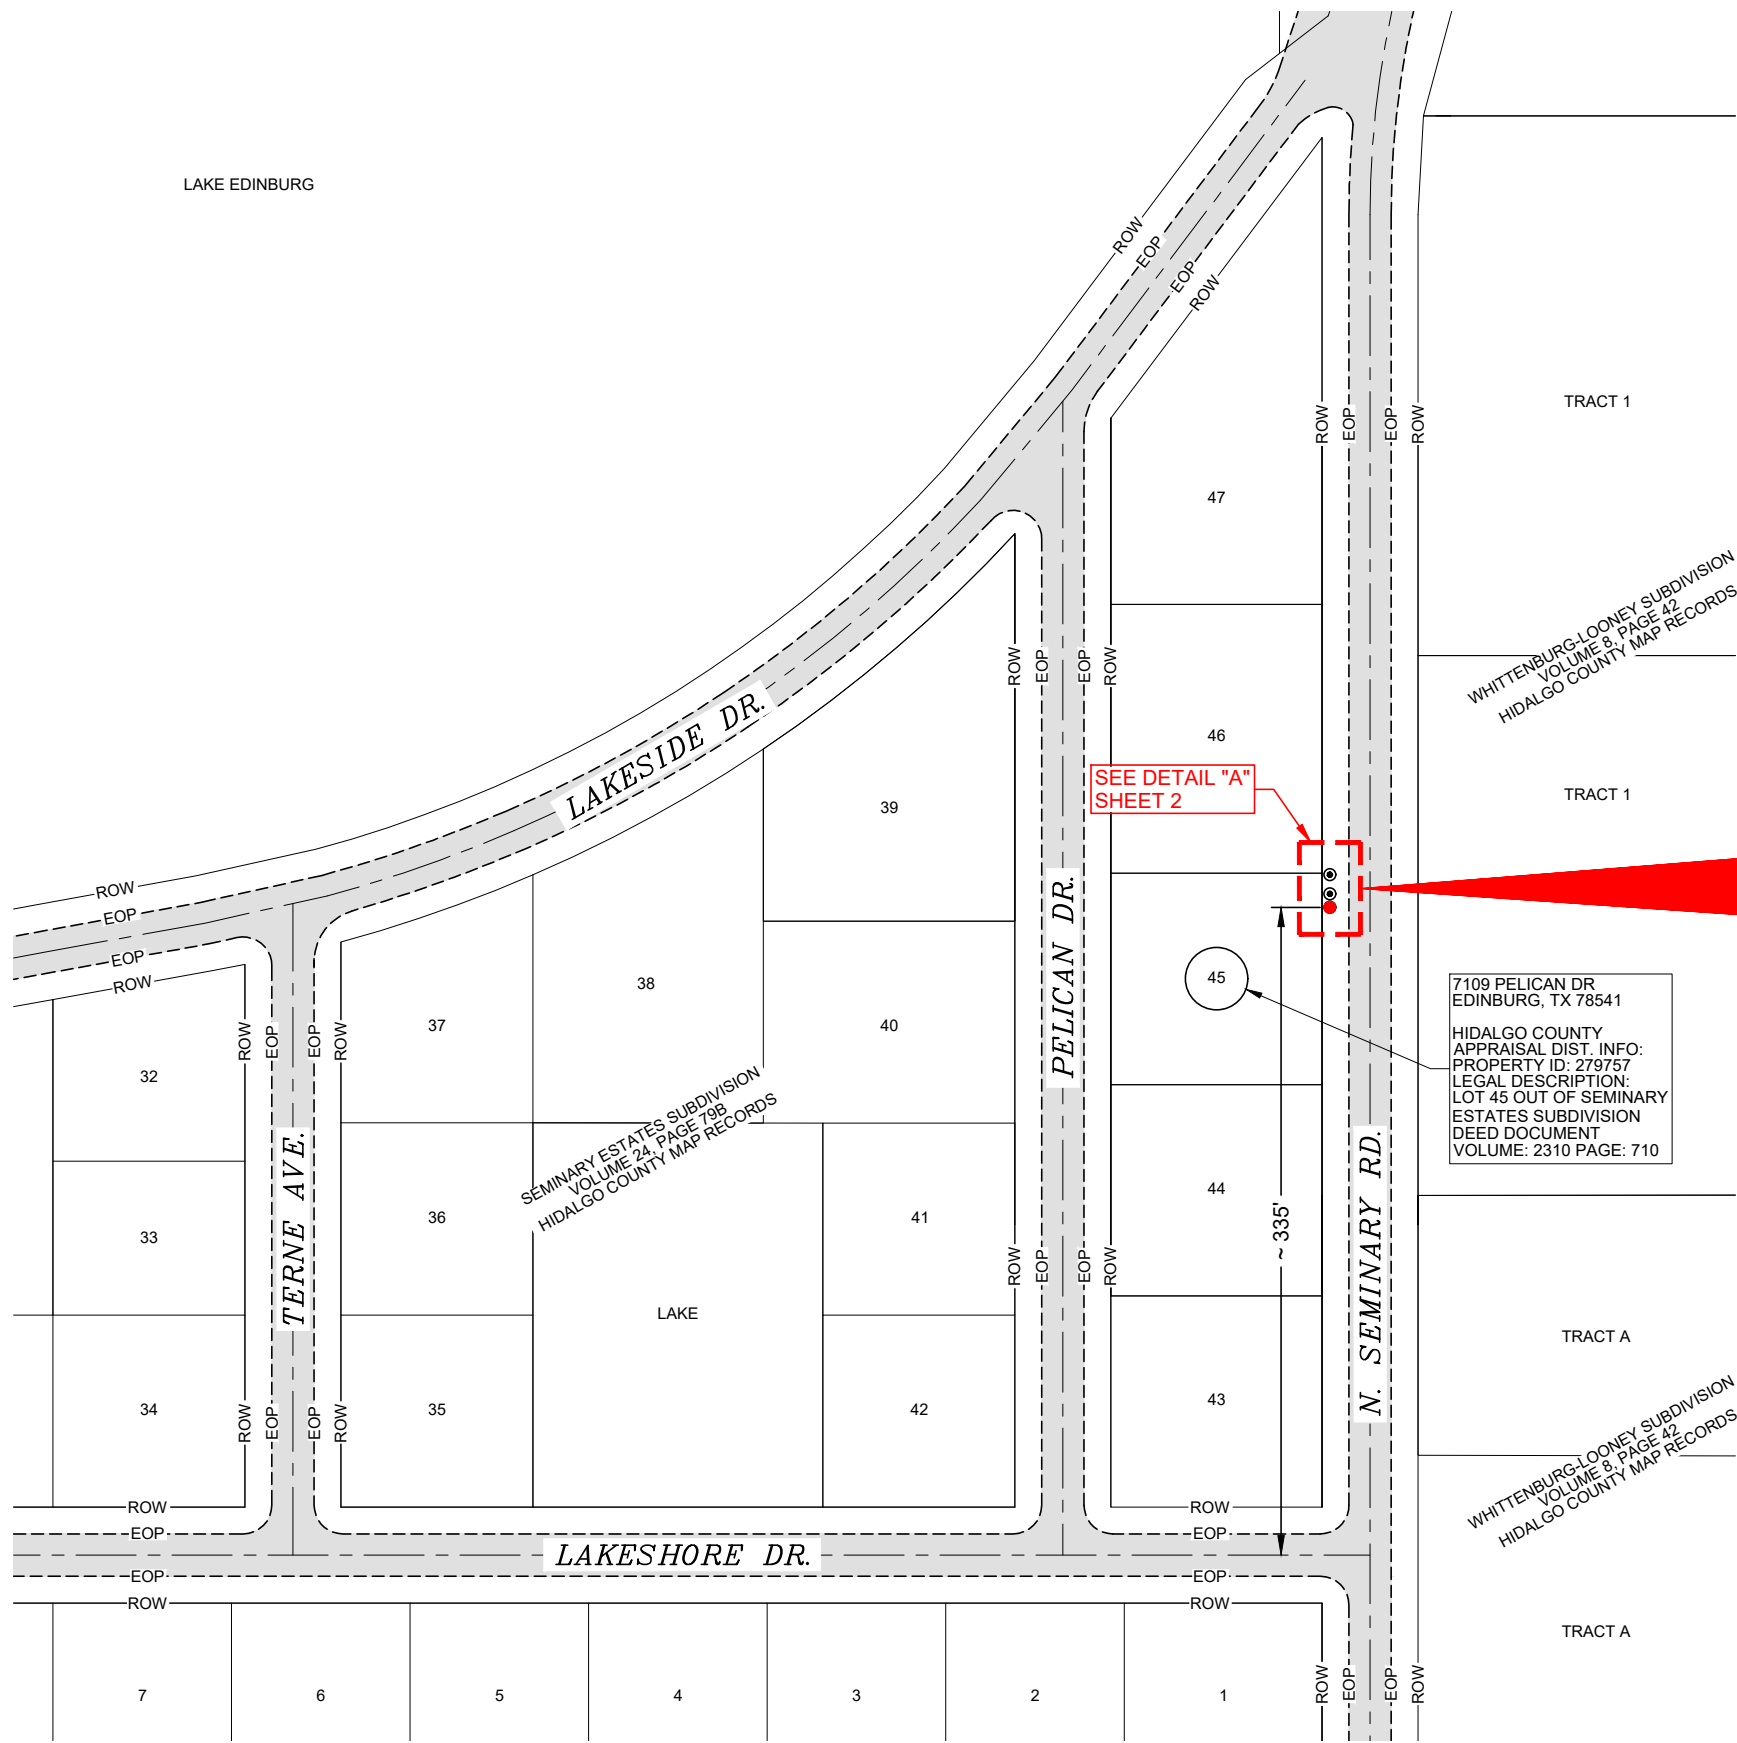 LAKE EDINBURG
ROW
EOP
EOP
ROW
TRACT 1
ROW
EOP
EOP
ROW
47
WHITTENBURG-LOONEY SUBDIVISION
VOLUME 8, PAGE 42
HIDALGO COUNTY MAP RECORDS
ROW
EOP
EOP
ROW
LAKESIDE DR.
46
SEE DETAIL "A"
SHEET 2
TRACT 1
39
ROW
EOP
EOP
ROW
PELICAN DR.
38
45
7109 PELICAN DR
EDINBURG, TX 78541
HIDALGO COUNTY
APPRAISAL DIST. INFO:
PROPERTY ID: 279757
LEGAL DESCRIPTION:
LOT 45 OUT OF SEMINARY
ESTATES SUBDIVISION
DEED DOCUMENT
VOLUME: 2310 PAGE: 710
37
40
ROW
EOP
EOP
ROW
32
SEMINARY ESTATES SUBDIVISION
VOLUME 24, PAGE 79B
HIDALGO COUNTY MAP RECORDS
TERNE AVE.
33
36
41
44
~ 335'
N. SEMINARY RD.
ROW
EOP
EOP
ROW
LAKE
TRACT A
34
35
42
43
ROW
EOP
EOP
ROW
WHITTENBURG-LOONEY SUBDIVISION
VOLUME 8, PAGE 42
HIDALGO COUNTY MAP RECORDS
ROW
EOP
ROW
EOP
LAKESHORE DR.
EOP
ROW
EOP
ROW
TRACT A
7
6
5
4
3
2
1
ROW
EOP
EOP
ROW